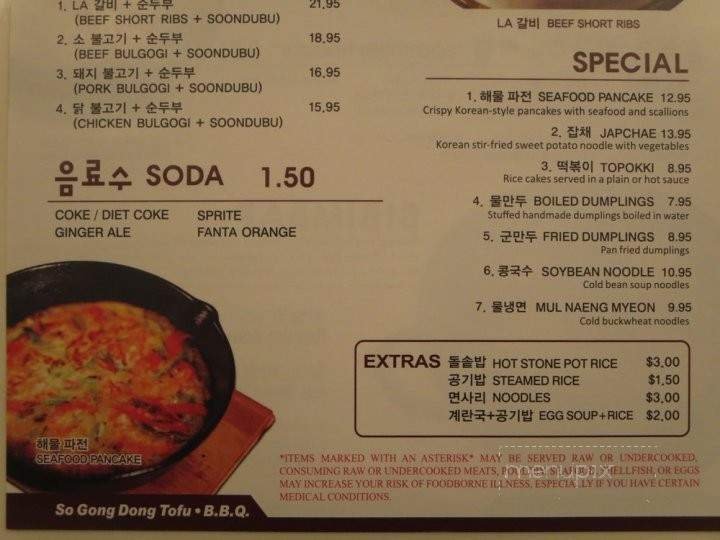 1. LA 갈비 + 순두부 21.95
(BEEF SHORT RIBS + SOONDUBU)
2. 소 불고기 + 순두부 18.95
(BEEF BULGOGI + SOONDUBU)
3. 돼지 불고기 + 순두부 16.95
(PORK BULGOGI + SOONDUBU)
4. 닭 불고기 + 순두부 15.95
(CHICKEN BULGOGI + SOONDUBU)
음료수 SODA 1.50
COKE / DIET COKE SPRITE
GINGER ALE FANTA ORANGE
해물 파전
SEAFOOD PANCAKE
LA 갈비 BEEF SHORT RIBS
SPECIAL
1. 해물 파전 SEAFOOD PANCAKE 12.95
Crispy Korean-style pancakes with seafood and scallions
2. 잡채 JAPCHAE 13.95
Korean stir-fried sweet potato noodle with vegetables
3. 떡볶이 TOPOKKI 8.95
Rice cakes served in a plain or hot sauce
4. 물만두 BOILED DUMPLINGS 7.95
Stuffed handmade dumplings boiled in water
5. 군만두 FRIED DUMPLINGS 8.95
Pan fried dumplings
6. 콩국수 SOYBEAN NOODLE 10.95
Cold bean soup noodles
7. 물냉면 MUL NAENG MYEON 9.95
Cold buckwheat noodles
EXTRAS 돌솥밥 HOT STONE POT RICE $3.00
공기밥 STEAMED RICE $1.50
면사리 NOODLES $3.00
계란국+공기밥 EGG SOUP+RICE $2.00
*ITEMS MARKED WITH AN ASTERISK* MAY BE SERVED RAW OR UNDERCOOKED,
CONSUMING RAW OR UNDERCOOKED MEATS, POULTRY, SEAFOOD, SHELLFISH, OR EGGS
MAY INCREASE YOUR RISK OF FOODBORNE ILLNESS, ESPECIALLY IF YOU HAVE CERTAIN
MEDICAL CONDITIONS.
menupix
So Gong Dong Tofu • B.B.Q.